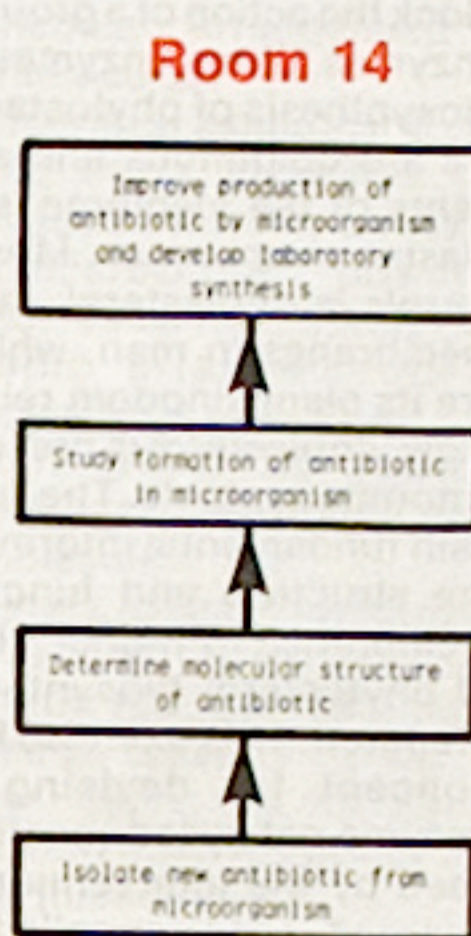 Room 14
Improve production of
antibiotic by microorganism
and develop laboratory
synthesis
Study formation of antibiotic
in microorganism
Determine molecular structure
of antibiotic
Isolate new antibiotic from
microorganism